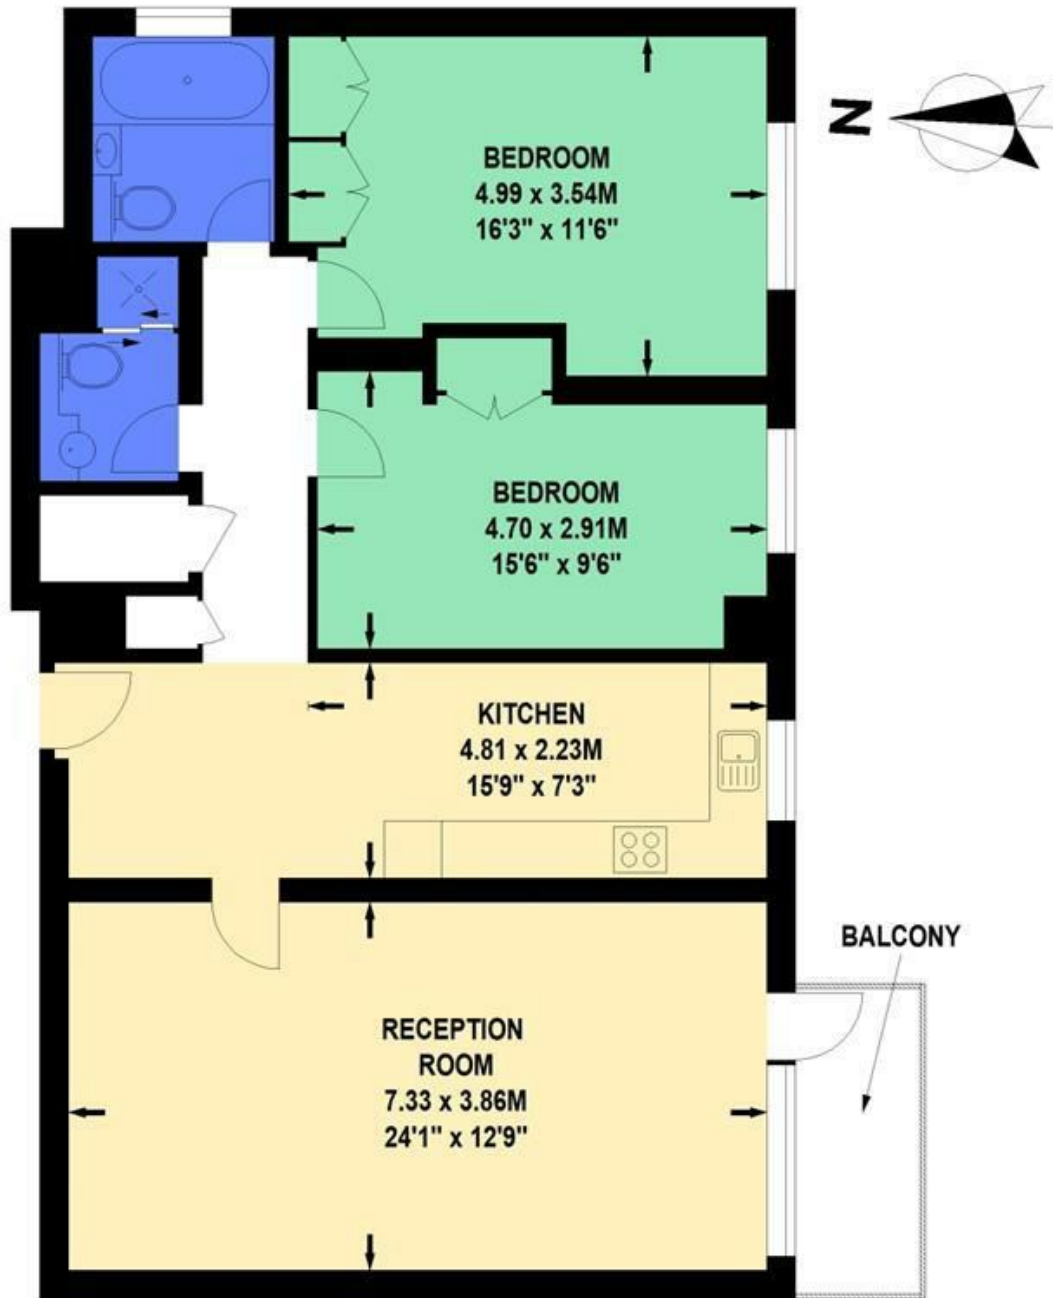 BEDROOM
4.99 x 3.54M
16'3" x 11'6"
N
BEDROOM
4.70 x 2.91M
15'6" x 9'6"
KITCHEN
4.81 x 2.23M
15'9" x 7'3"
BALCONY
RECEPTION
ROOM
7.33 x 3.86M
24'1" x 12'9"